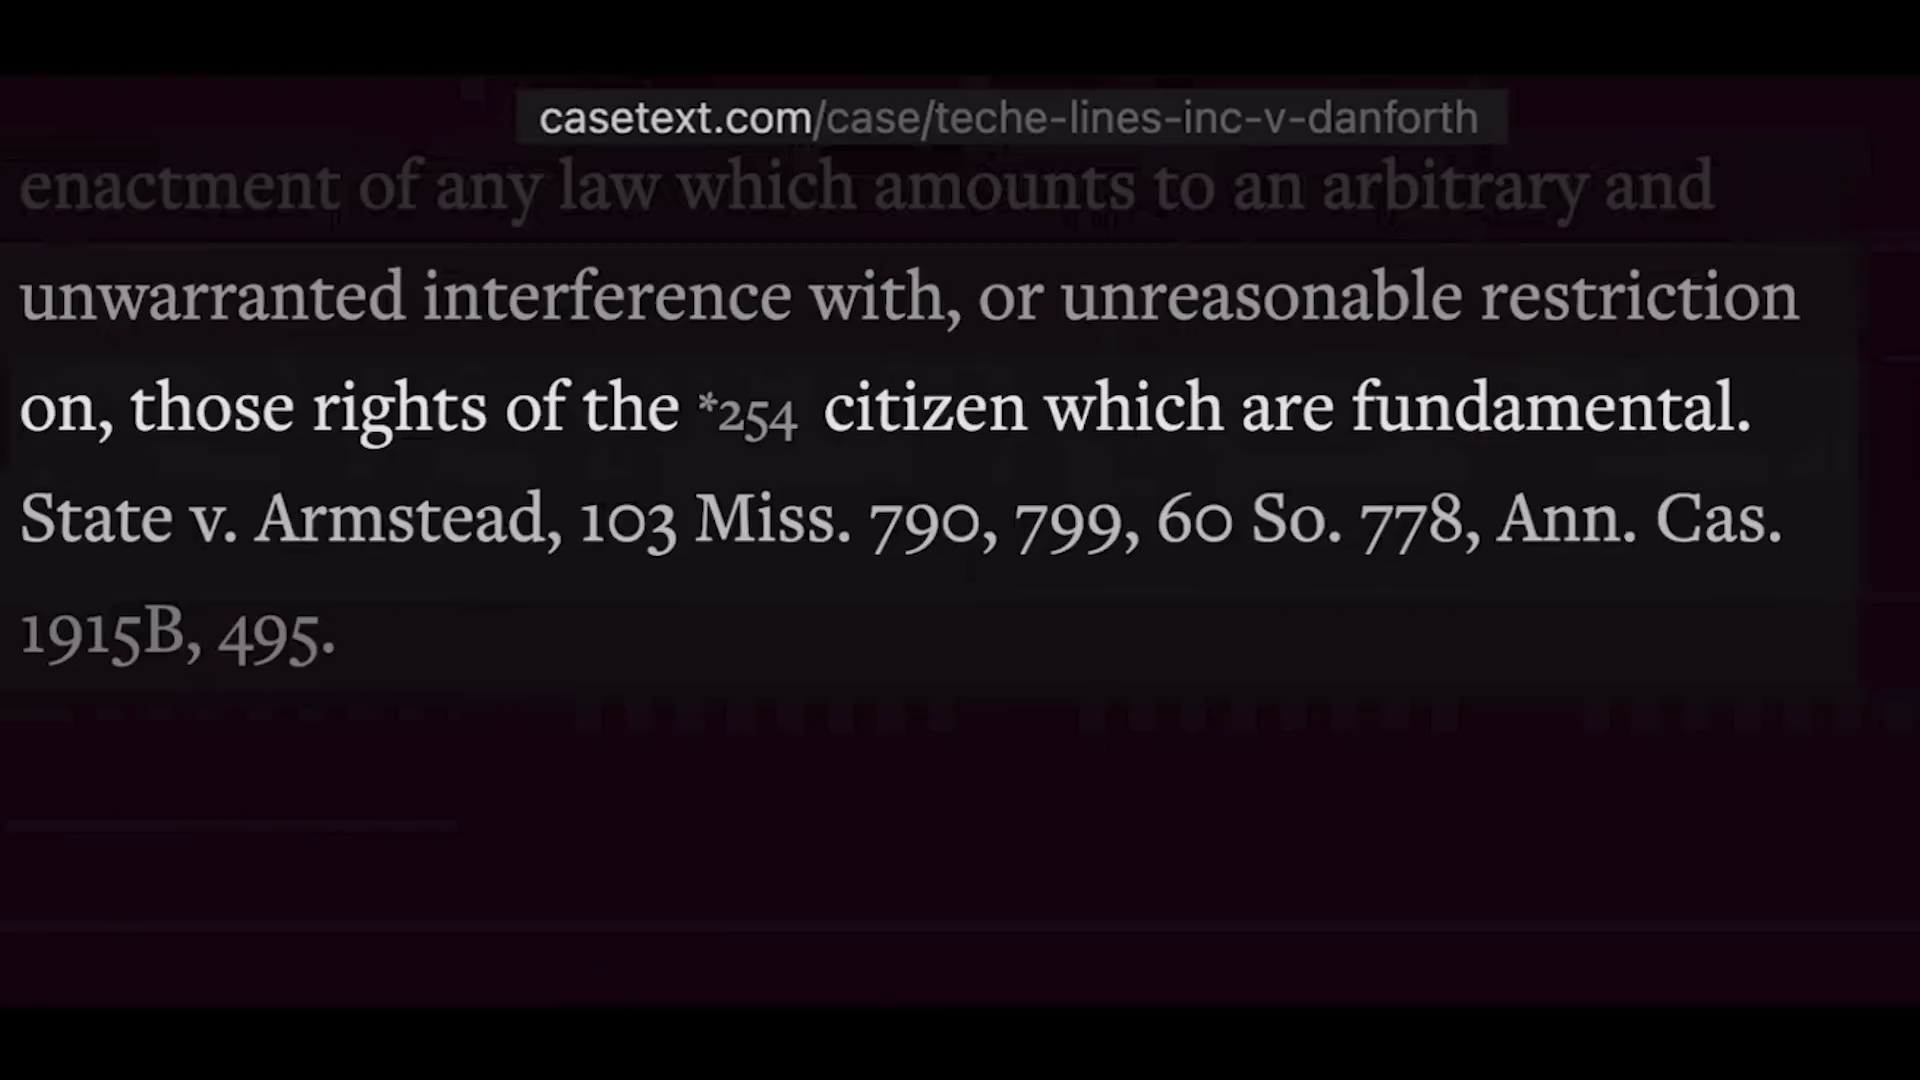 casetext.com/case/teche-lines-inc-v-danforth
enactment of any law which amounts to an arbitrary and
unwarranted interference with, or unreasonable restriction
on, those rights of the *254 citizen which are fundamental.
State v. Armstead, 103 Miss. 790, 799, 60 So. 778, Ann. Cas.
1915B, 495.